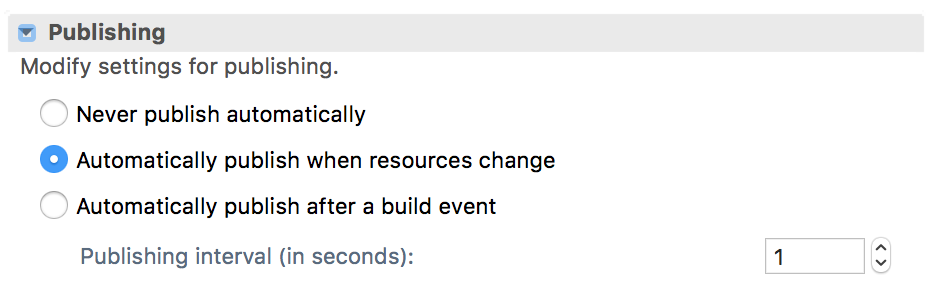 Publishing
Modify settings for publishing.
Never publish automatically
Automatically publish when resources change
Automatically publish after a build event
Publishing interval (in seconds): 1